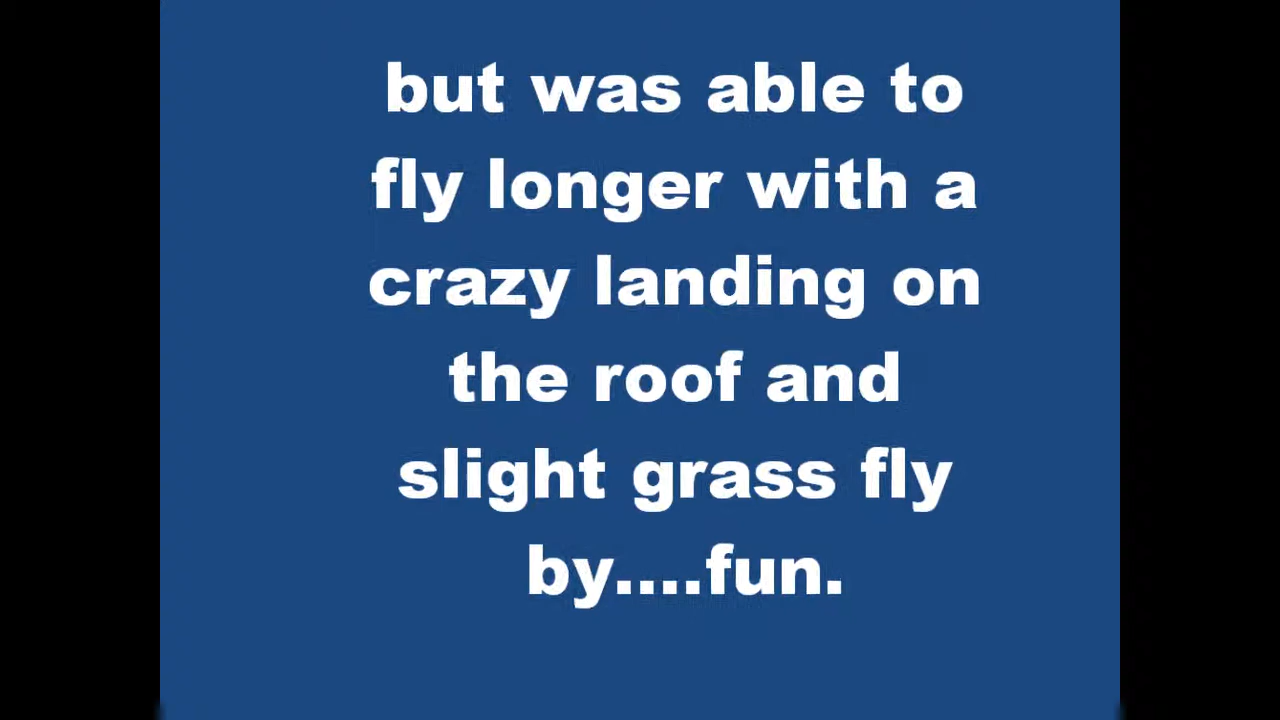 but was able to
fly longer with a
crazy landing on
the roof and
slight grass fly
by....fun.